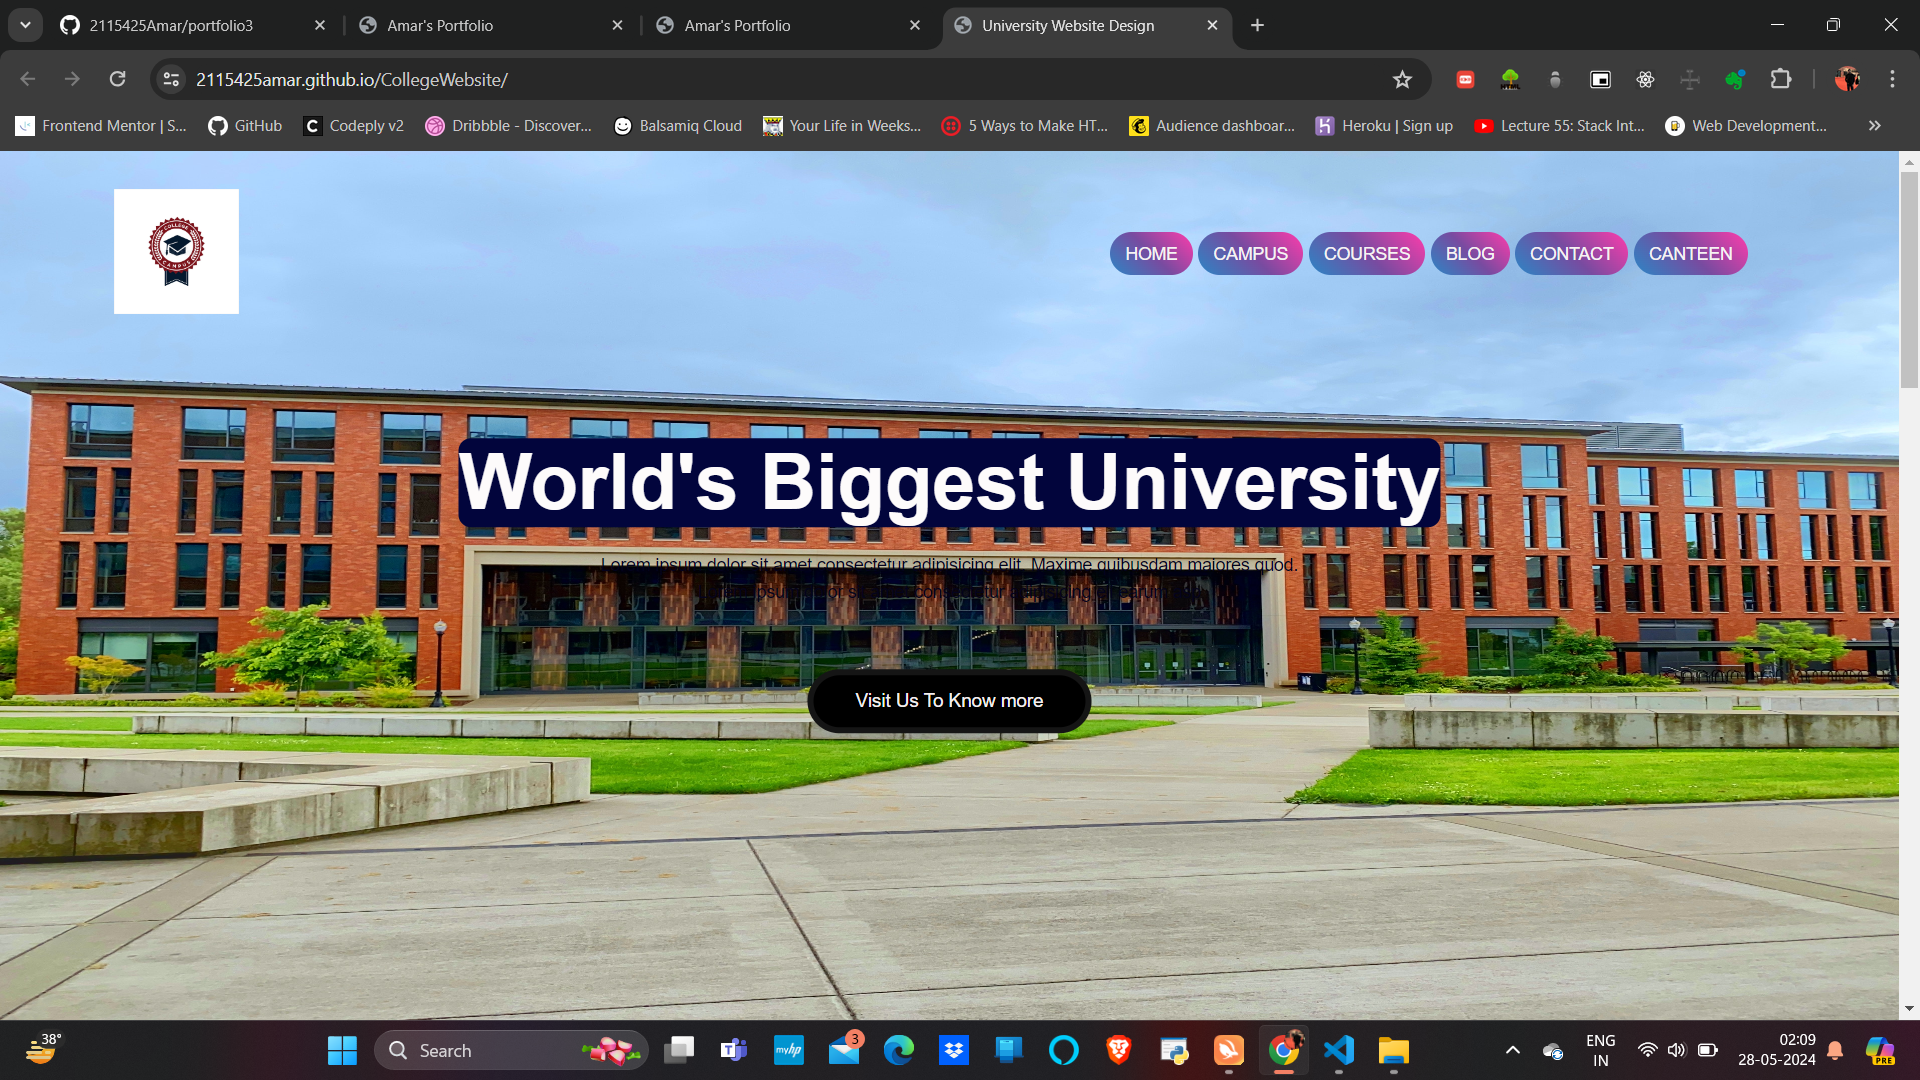 2115425Amar/portfolio3
Amar's Portfolio
Amar's Portfolio
University Website Design
2115425amar.github.io/CollegeWebsite/
Frontend Mentor | S...
GitHub
Codeply v2
Dribbble - Discover...
Balsamiq Cloud
Your Life in Weeks...
5 Ways to Make HT...
Audience dashboar...
Heroku | Sign up
Lecture 55: Stack Int...
Web Development...
COLLEGE
CAMPUS
HOME
CAMPUS
COURSES
BLOG
CONTACT
CANTEEN
World's Biggest University
Lorem ipsum dolor sit amet consectetur adipisicing elit. Maxime quibusdam maiores quod.
Visit Us To Know more
38°
Search
myhp
3
ENG
IN
02:09
28-05-2024
PRE